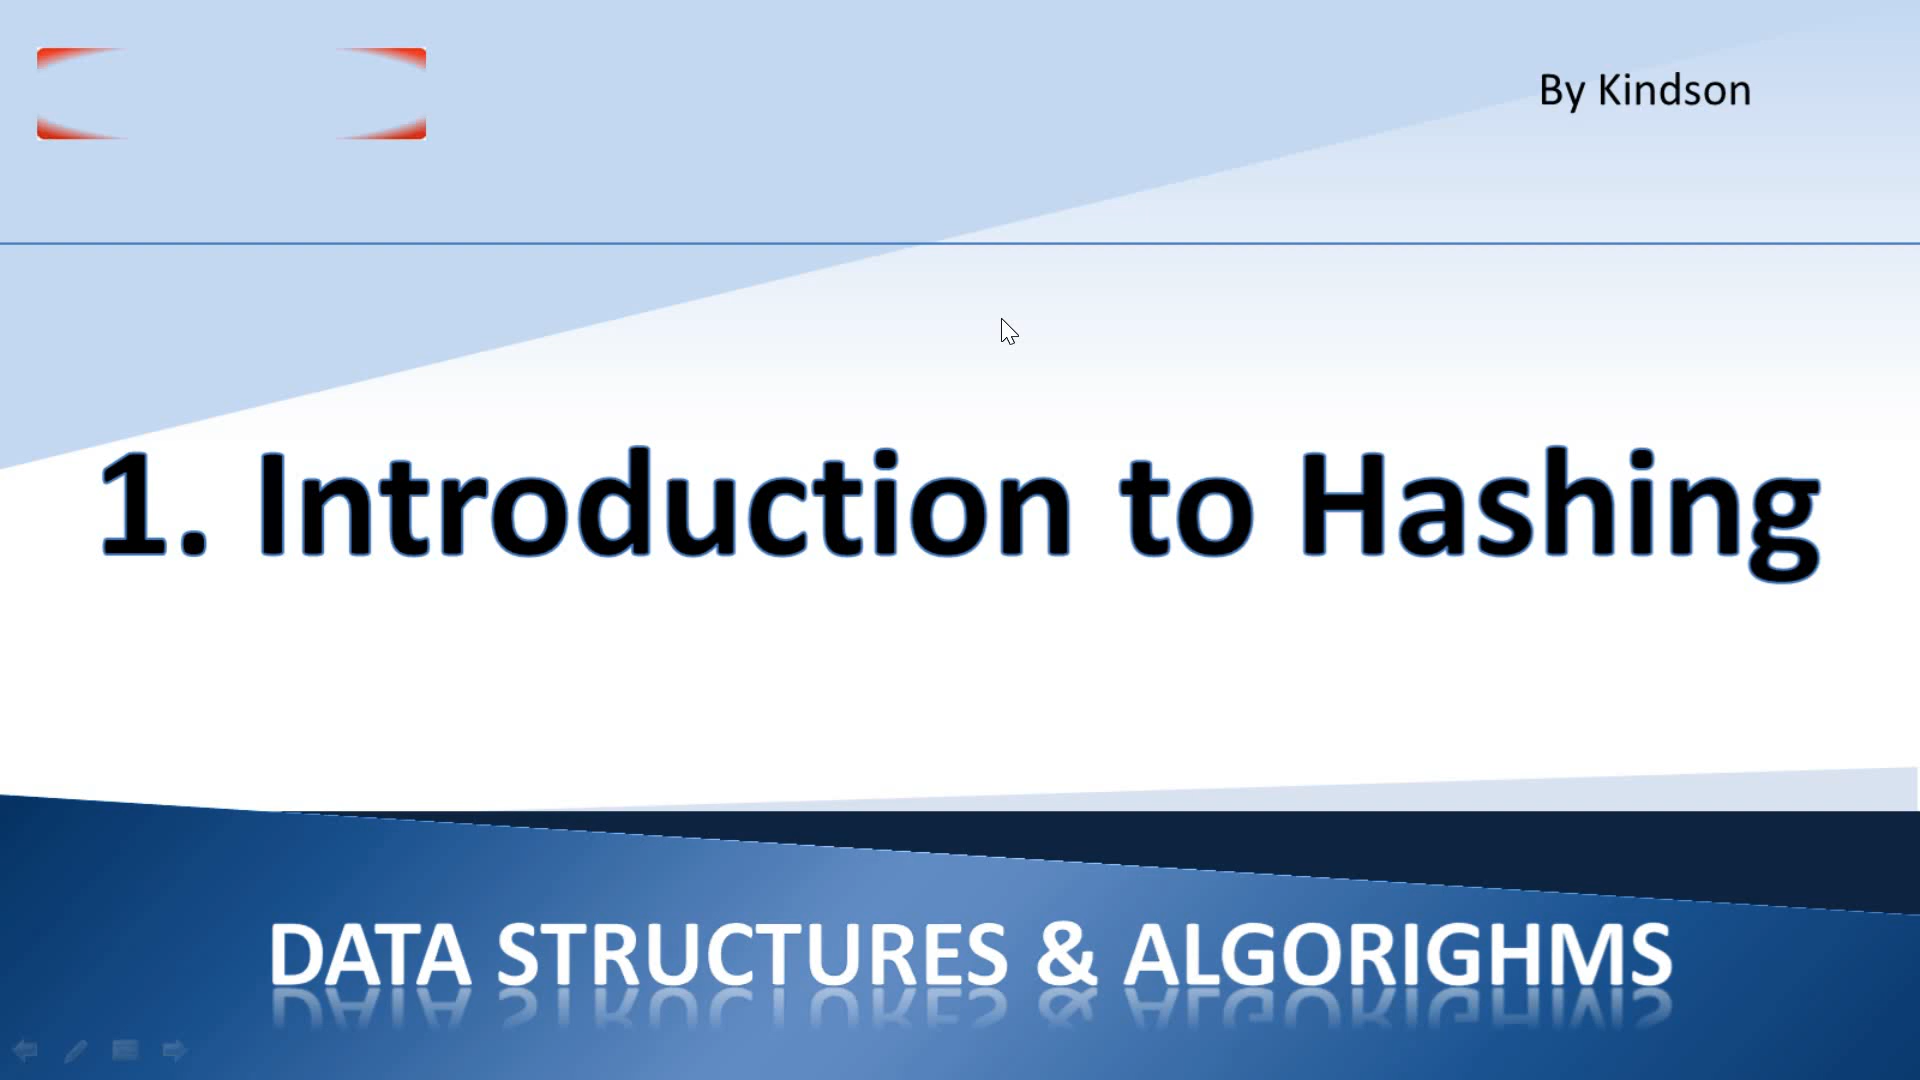 By Kindson
1. Introduction to Hashing
DATA STRUCTURES & ALGORIGHMS